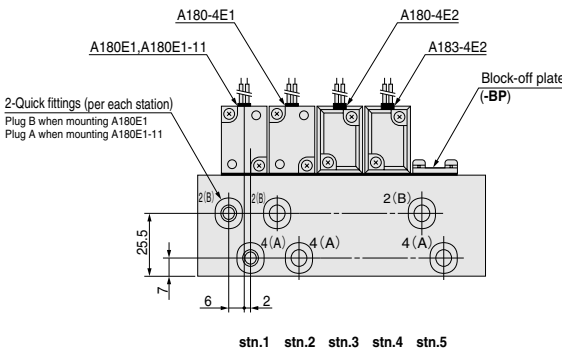 A180-4E1
A180-4E2
A180E1,A180E1-11
A183-4E2
2-Quick fittings (per each station)
Plug B when mounting A180E1
Plug A when mounting A180E1-11
Block-off plate
(-BP)
2(B)
2(B)
2(B)
4(A)
4(A)
4(A)
25.5
7
6
2
stn.1 stn.2 stn.3 stn.4 stn.5